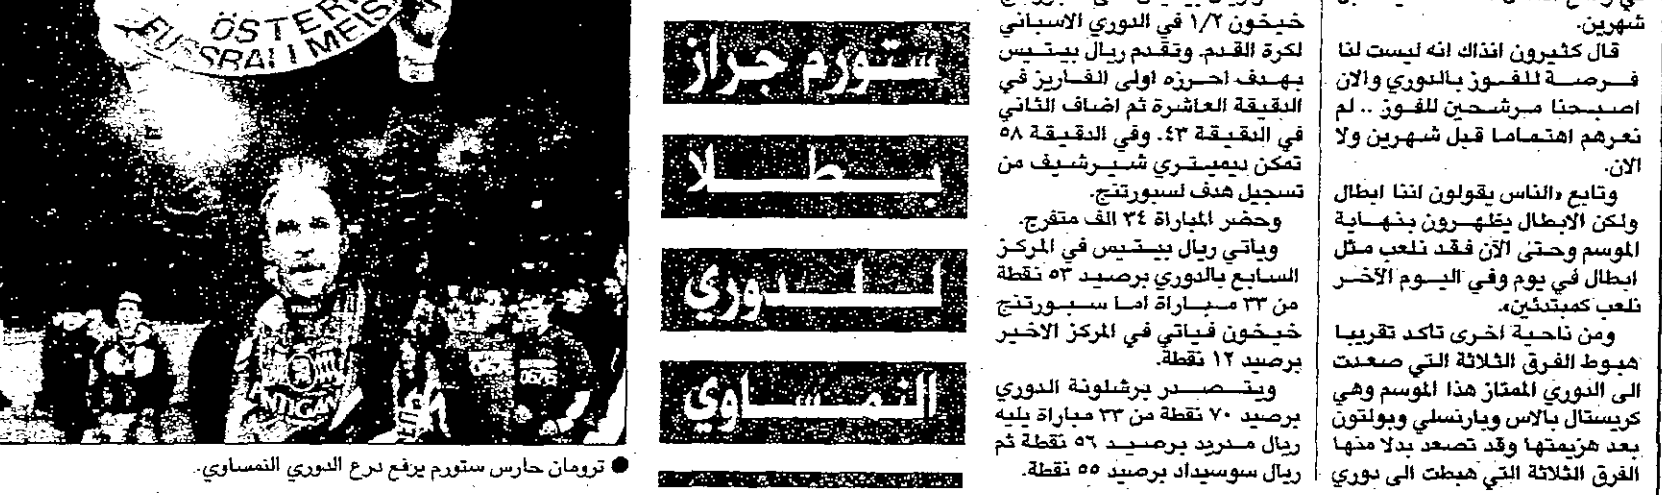 شهرين.
قال كثيرون انذاك انه ليست لنا
فرصة للفوز بالدوري والان
اصبحنا مرشحين للفوز .. لم
نعرهم اهتماما قبل شهرين ولا
الان.
وتابع «الناس يقولون اننا ابطال
ولكن الابطال يظهرون بنهاية
الموسم وحتى الآن فقد نلعب مثل
ابطال في يوم وفي اليوم الآخر
نلعب كمبتدئين».
ومن ناحية اخرى تأكد تقريبا
هبوط الفرق الثلاثة التي صعدت
الى الدوري الممتاز هذا الموسم وهي
كريستال بالاس وبارنسلي وبولتون
بعد هزيمتها وقد تصعد بدلا منها
الفرق الثلاثة التي هبطت الى دوري
خيخون ١/٢ في الدوري الاسباني
لكرة القدم. وتقدم ريال بيتيس
بهدف احرزه اولى الفاريز في
الدقيقة العاشرة ثم اضاف الثاني
في الدقيقة ٤٣. وفي الدقيقة ٥٨
تمكن ديميتري شيرشيف من
تسجيل هدف لسبورتنج.
وحضر المباراة ٣٤ الف متفرج.
ويأتي ريال بيتيس في المركز
السابع بالدوري برصيد ٥٣ نقطة
من ٣٣ مباراة اما سبورتنج
خيخون فيأتي في المركز الاخير
برصيد ١٢ نقطة.
ويتصدر برشلونة الدوري
برصيد ٧٠ نقطة من ٣٣ مباراة يليه
ريال مدريد برصيد ٥٦ نقطة ثم
ريال سوسيداد برصيد ٥٥ نقطة.
ستورم جراز
بطلا
للدوري
النمساوي
ÖSTER
FUSSBALLMEIS
ANTIGA
● ترومان حارس ستورم يرفع درع الدوري النمساوي.